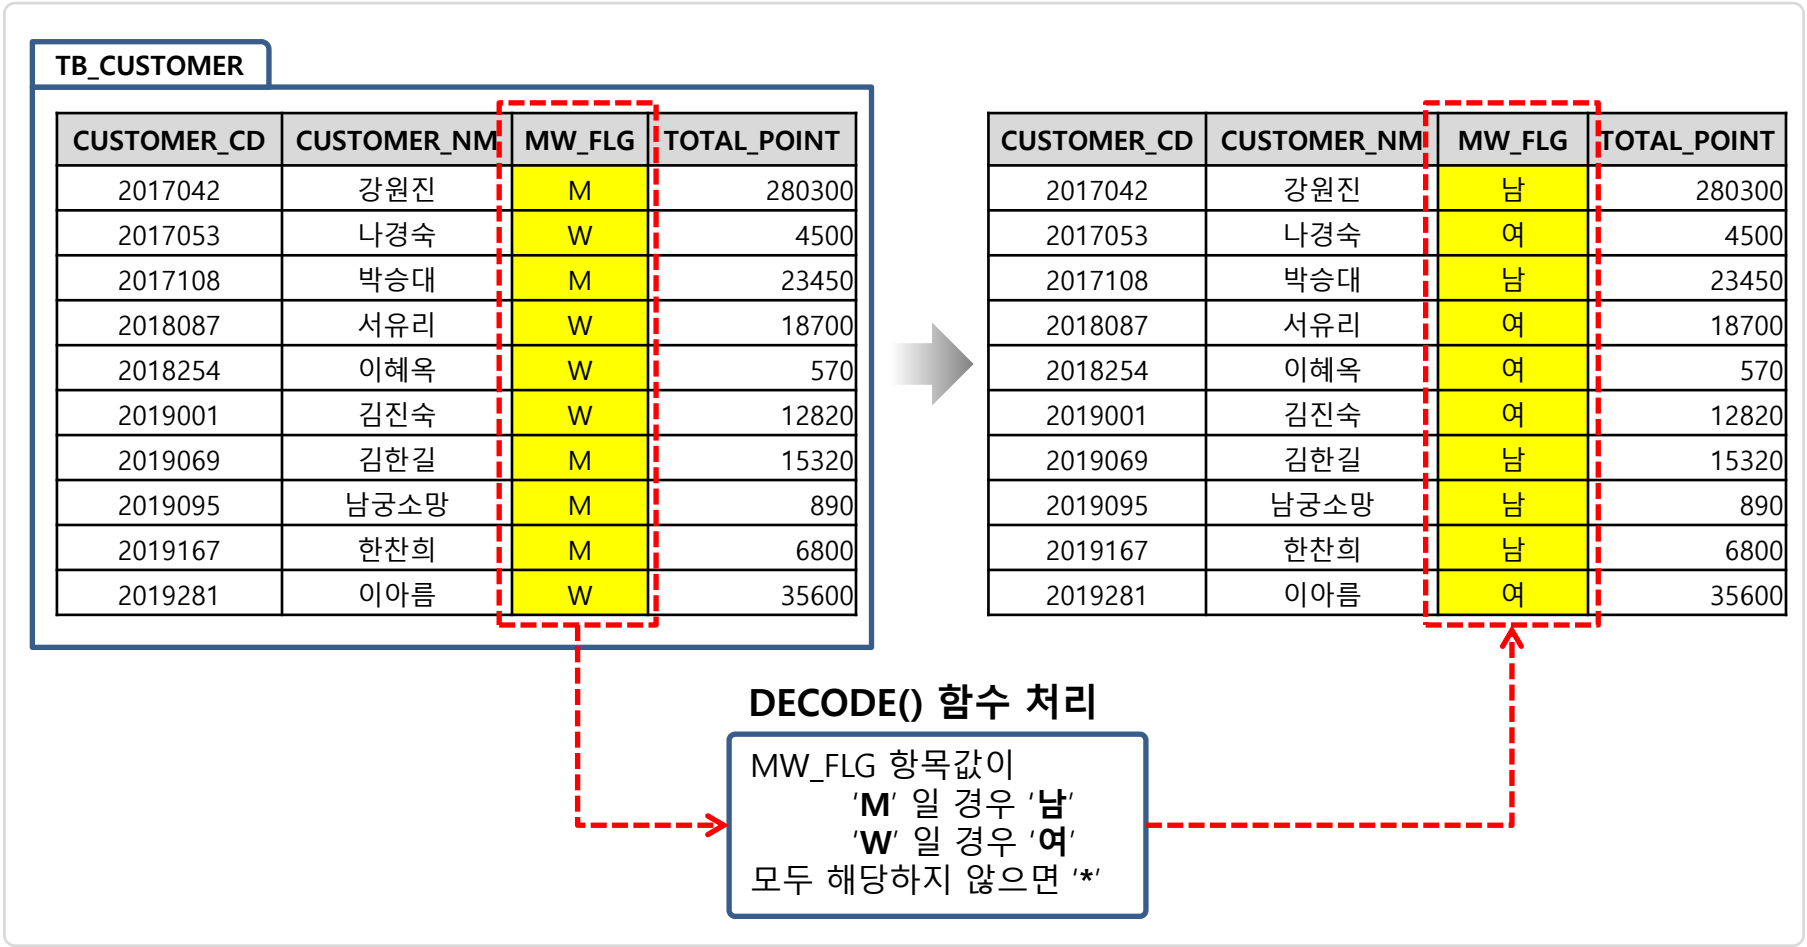 TB_CUSTOMER
CUSTOMER_CD CUSTOMER_NM MW_FLG TOTAL_POINT
2017042 강원진 M 280300
2017053 나경숙 W 4500
2017108 박승대 M 23450
2018087 서유리 W 18700
2018254 이혜옥 W 570
2019001 김진숙 W 12820
2019069 김한길 M 15320
2019095 남궁소망 M 890
2019167 한찬희 M 6800
2019281 이아름 W 35600
CUSTOMER_CD CUSTOMER_NM MW_FLG TOTAL_POINT
2017042 강원진 남 280300
2017053 나경숙 여 4500
2017108 박승대 남 23450
2018087 서유리 여 18700
2018254 이혜옥 여 570
2019001 김진숙 여 12820
2019069 김한길 남 15320
2019095 남궁소망 남 890
2019167 한찬희 남 6800
2019281 이아름 여 35600
DECODE() 함수 처리
MW_FLG 항목값이
‘M’ 일 경우 ‘남’
‘W’ 일 경우 ‘여’
모두 해당하지 않으면 ‘*’